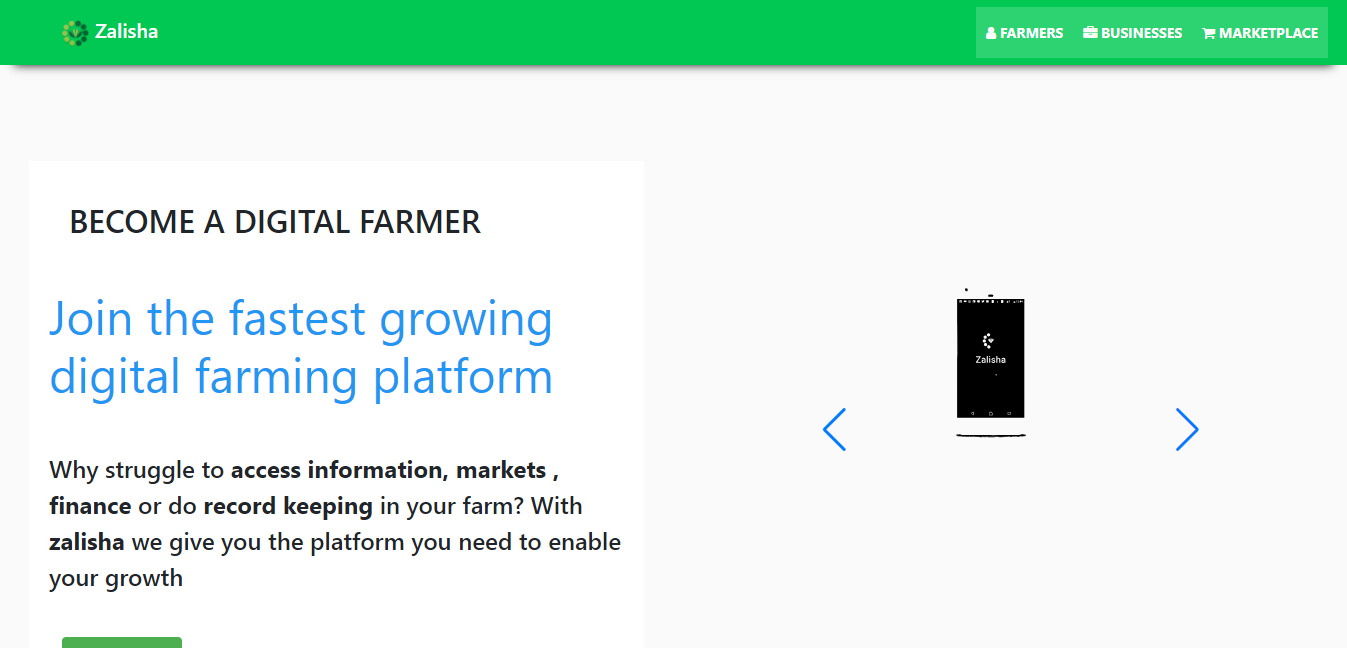 Zalisha
FARMERS BUSINESSES MARKETPLACE
BECOME A DIGITAL FARMER
Join the fastest growing
digital farming platform
Why struggle to access information, markets ,
finance or do record keeping in your farm? With
zalisha we give you the platform you need to enable
your growth
Zalisha